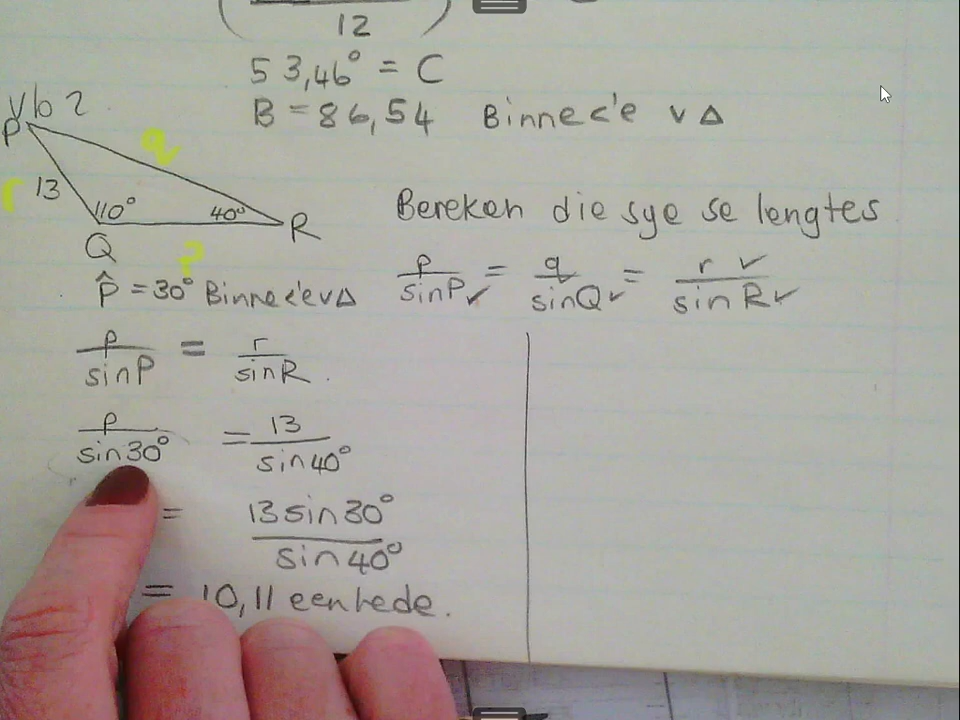 12
53,46° = C
B = 86,54 Binne<'e v Δ
Vb 2
P
q
r
13
110°
40°
R
Q
P̂ = 30° Binne<'e v Δ
Bereken die sye se lengtes
p/sinP ✓ = q/sinQ ✓ = r ✓/sin R ✓
p/sinP = r/sinR .
p/sin30° = 13/sin40°
= 13sin30°/sin40°
= 10,11 eenhede.